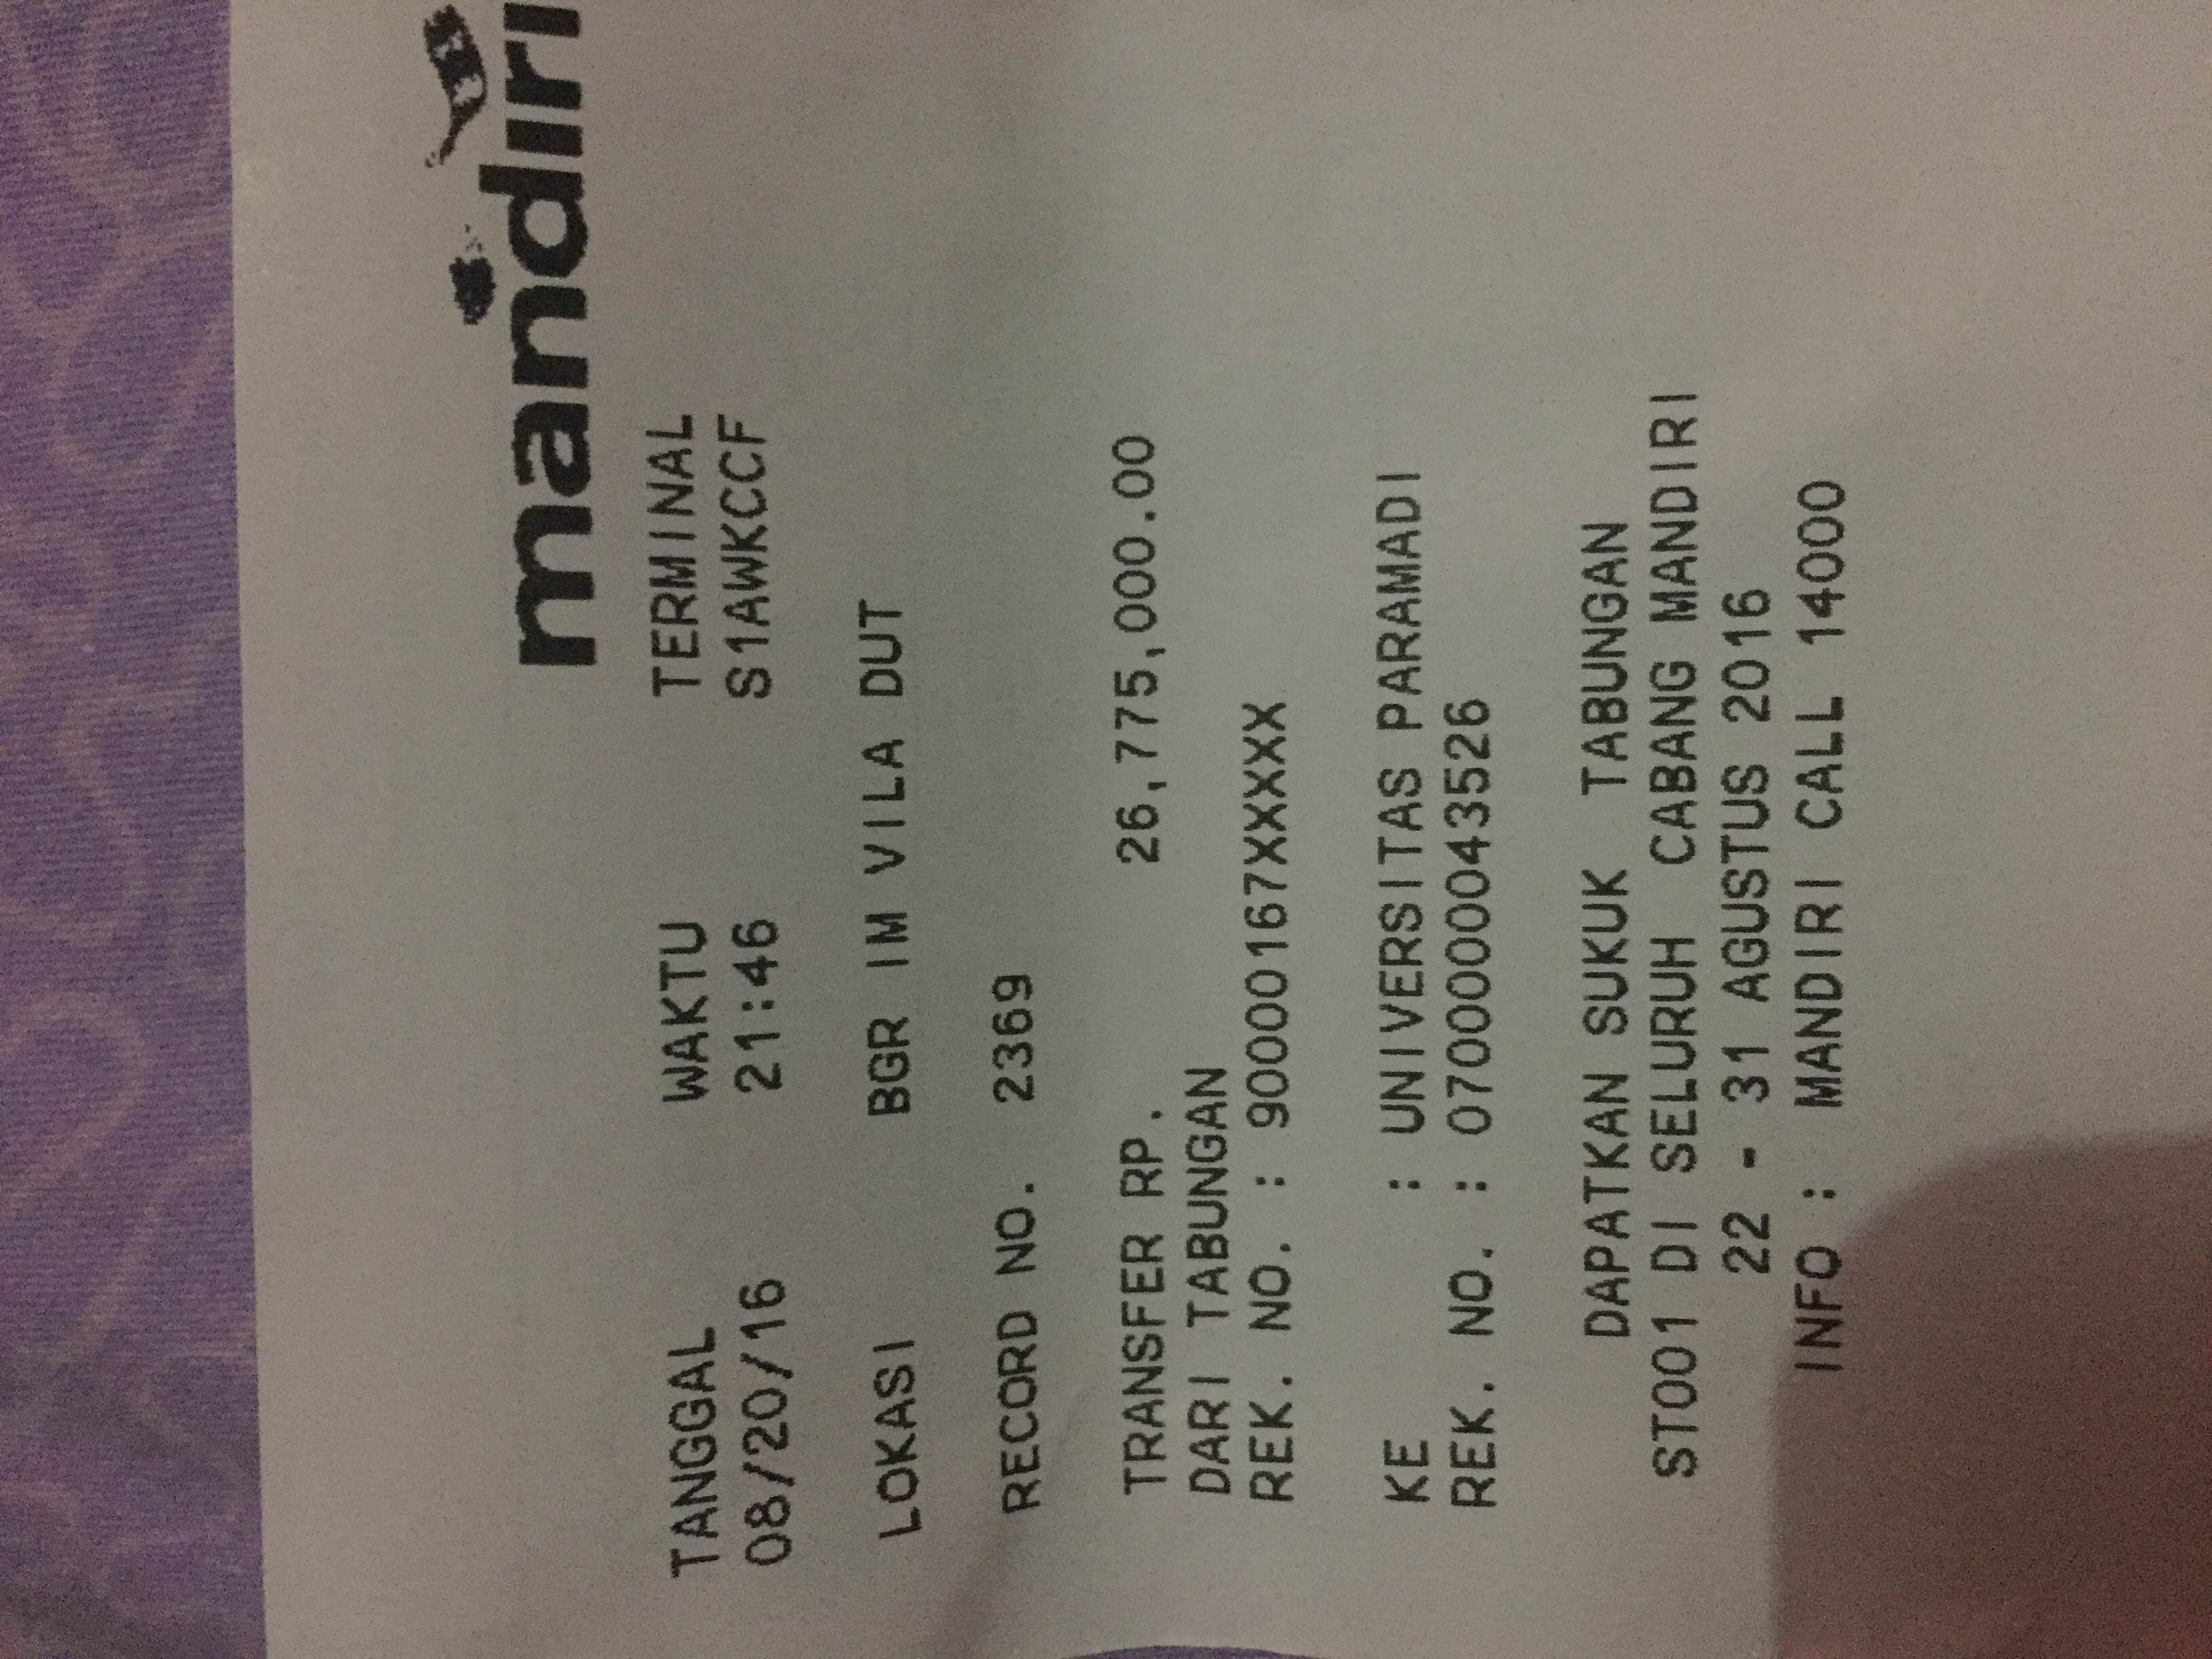 mandiri
TANGGAL WAKTU TERMINAL
08/20/16 21:46 S1AWKCCF
LOKASI BGR IM VILA DUT
RECORD NO. 2369
TRANSFER RP. 26,775,000.00
DARI TABUNGAN
REK. NO. : 90000167XXXXX
KE : UNIVERSITAS PARAMADI
REK. NO. : 0700000043526
DAPATKAN SUKUK TABUNGAN
ST001 DI SELURUH CABANG MANDIRI
22 - 31 AGUSTUS 2016
INFO : MANDIRI CALL 14000